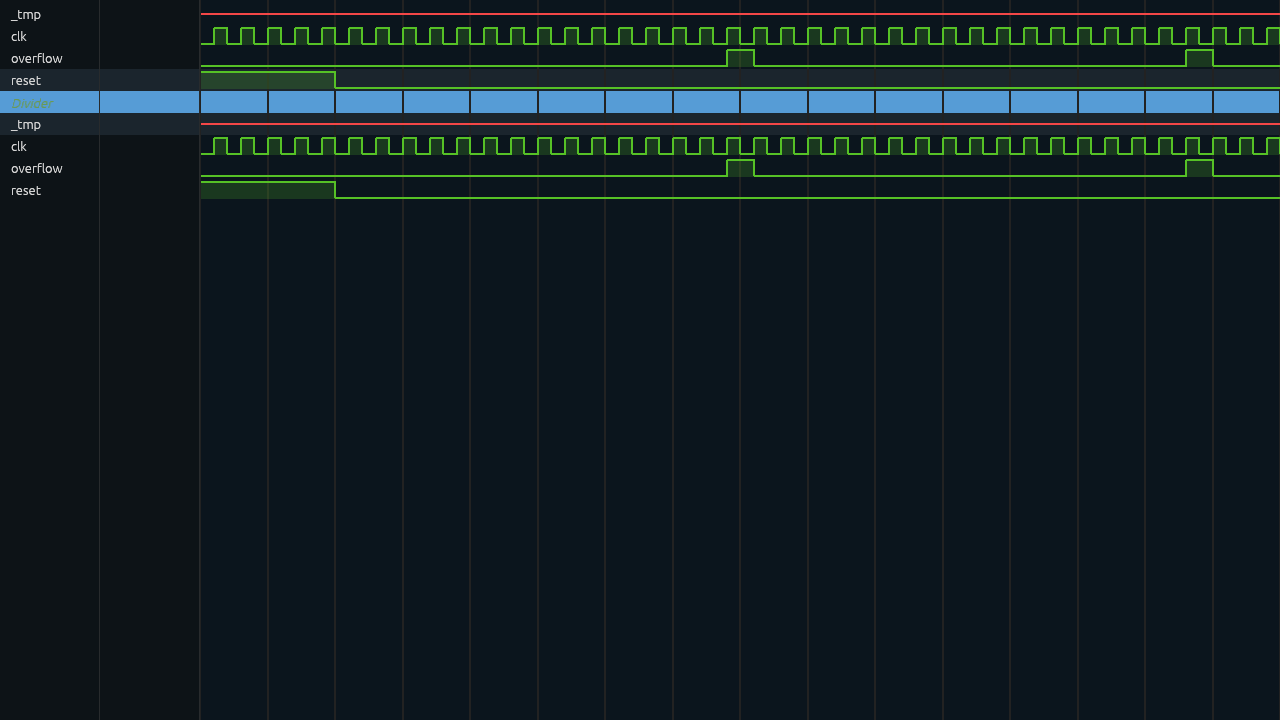 _tmp
clk
overflow
reset
Divider
_tmp
clk
overflow
reset